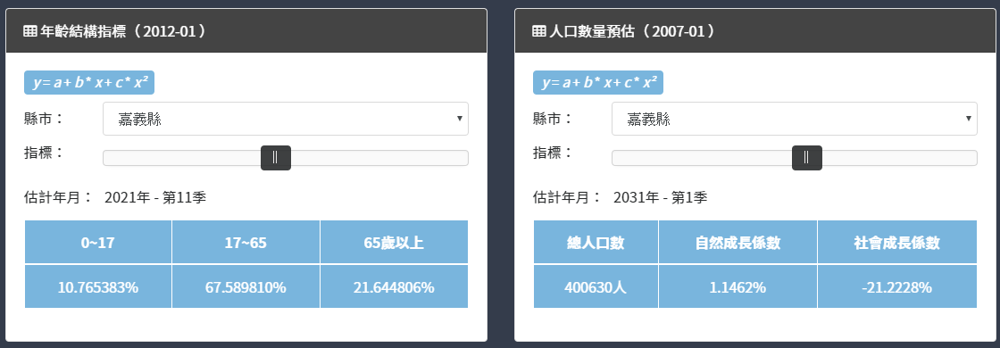 年齡結構指標（2012-01）
y = a + b* x + c* x²
縣市：
嘉義縣
指標：
估計年月： 2021年 - 第11季
0~17 17~65 65歲以上
10.765383% 67.589810% 21.644806%
人口數量預估（2007-01）
y = a + b* x + c* x²
縣市：
嘉義縣
指標：
估計年月： 2031年 - 第1季
總人口數 自然成長係數 社會成長係數
400630人 1.1462% -21.2228%